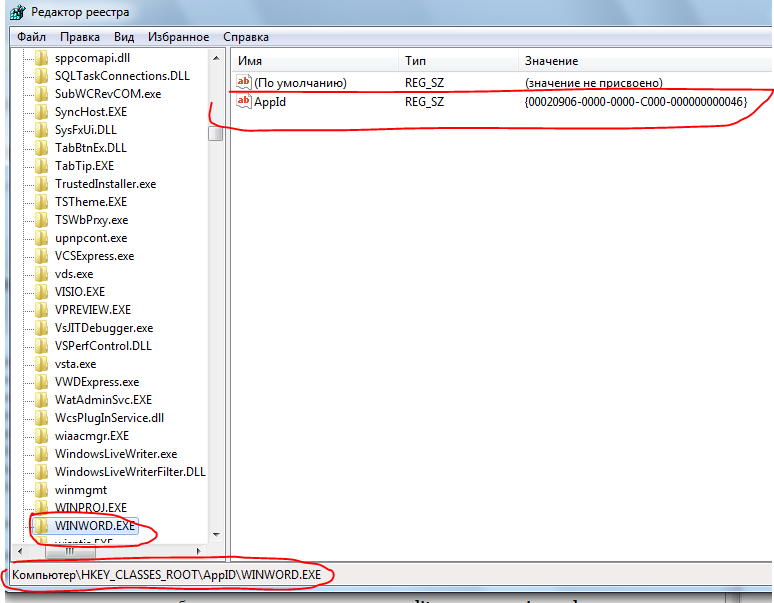 Редактор реестра
Файл Правка Вид Избранное Справка
sppcomapi.dll
SQLTaskConnections.DLL
SubWCRevCOM.exe
SyncHost.EXE
SysFxUi.DLL
TabBtnEx.DLL
TabTip.EXE
TrustedInstaller.exe
TSTheme.EXE
TSWbPrxy.exe
upnpcont.exe
VCSExpress.exe
vds.exe
VISIO.EXE
VPREVIEW.EXE
VsJITDebugger.exe
VSPerfControl.DLL
vsta.exe
VWDExpress.exe
WatAdminSvc.EXE
WcsPlugInService.dll
wiaacmgr.EXE
WindowsLiveWriter.exe
WindowsLiveWriterFilter.DLL
winmgmt
WINPROJ.EXE
WINWORD.EXE
Имя Тип Значение
(По умолчанию) REG_SZ (значение не присвоено)
AppId REG_SZ {00020906-0000-0000-C000-000000000046}
Компьютер\HKEY_CLASSES_ROOT\AppID\WINWORD.EXE